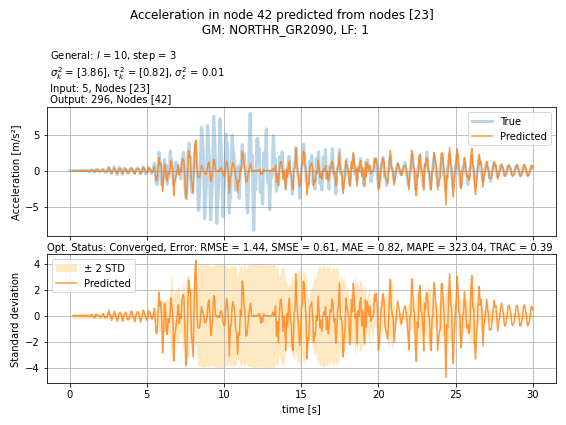 Acceleration in node 42 predicted from nodes [23]
GM: NORTHR_GR2090, LF: 1
General: l = 10, step = 3
σ²ₖ = [3.86], τ²ₖ = [0.82], σ²ε = 0.01
Input: 5, Nodes [23]
Output: 296, Nodes [42]
Acceleration [m/s²]
5
0
−5
True
Predicted
Opt. Status: Converged, Error: RMSE = 1.44, SMSE = 0.61, MAE = 0.82, MAPE = 323.04, TRAC = 0.39
Standard deviation
4
2
0
−2
−4
± 2 STD
Predicted
0 5 10 15 20 25 30
time [s]